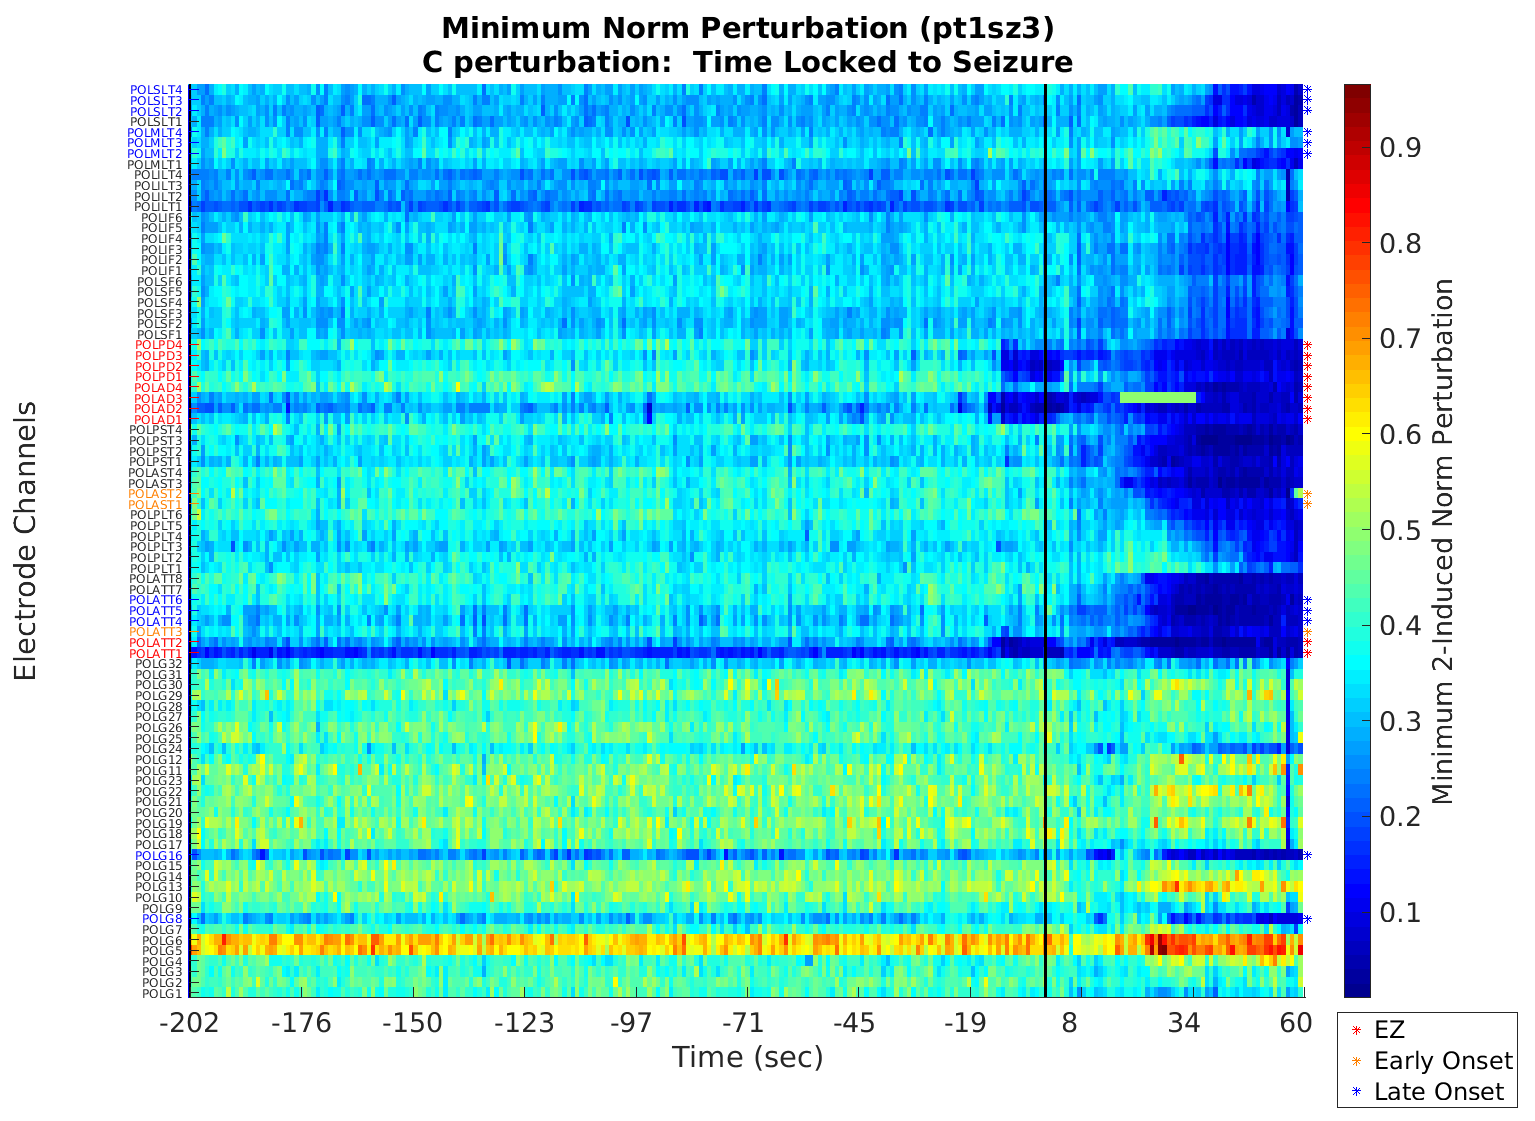 Minimum Norm Perturbation (pt1sz3)
C perturbation:  Time Locked to Seizure
Electrode Channels
POLSLT4
POLSLT3
POLSLT2
POLSLT1
POLMLT4
POLMLT3
POLMLT2
POLMLT1
POLILT4
POLILT3
POLILT2
POLILT1
POLIF6
POLIF5
POLIF4
POLIF3
POLIF2
POLIF1
POLSF6
POLSF5
POLSF4
POLSF3
POLSF2
POLSF1
POLPD4
POLPD3
POLPD2
POLPD1
POLAD4
POLAD3
POLAD2
POLAD1
POLPST4
POLPST3
POLPST2
POLPST1
POLAST4
POLAST3
POLAST2
POLAST1
POLPLT6
POLPLT5
POLPLT4
POLPLT3
POLPLT2
POLPLT1
POLATT8
POLATT7
POLATT6
POLATT5
POLATT4
POLATT3
POLATT2
POLATT1
POLG32
POLG31
POLG30
POLG29
POLG28
POLG27
POLG26
POLG25
POLG24
POLG12
POLG11
POLG23
POLG22
POLG21
POLG20
POLG19
POLG18
POLG17
POLG16
POLG15
POLG14
POLG13
POLG10
POLG9
POLG8
POLG7
POLG6
POLG5
POLG4
POLG3
POLG2
POLG1
-202 -176 -150 -123 -97 -71 -45 -19 8 34 60
Time (sec)
0.9
0.8
0.7
0.6
0.5
0.4
0.3
0.2
0.1
Minimum 2-Induced Norm Perturbation
EZ
Early Onset
Late Onset